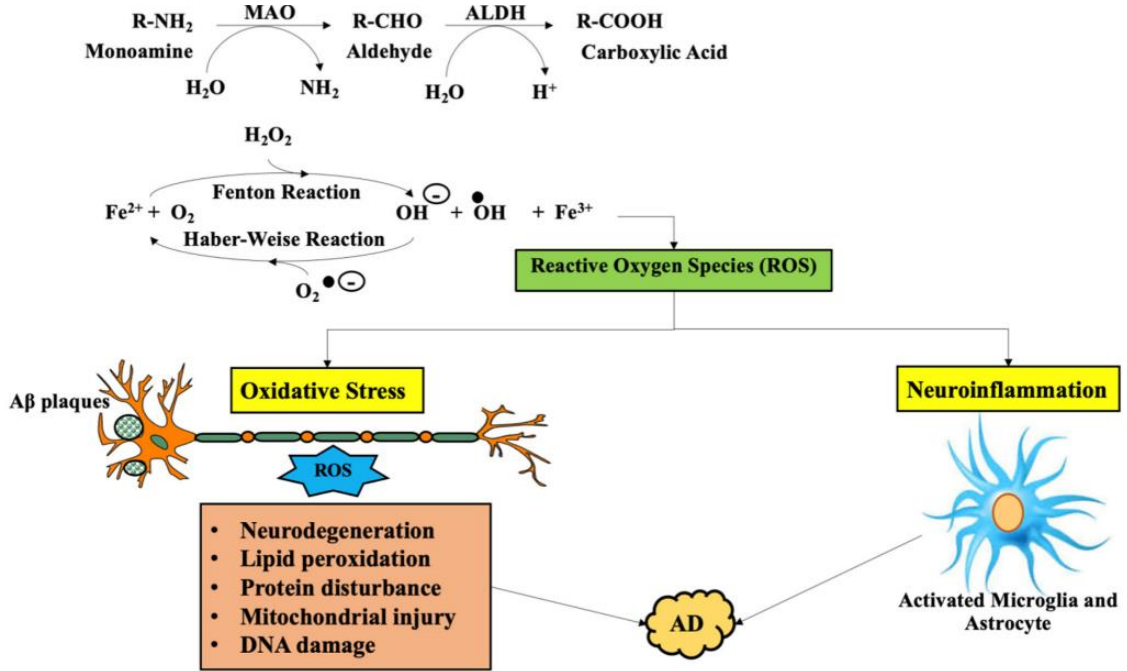 R-NH₂ MAO R-CHO ALDH R-COOH
Monoamine Aldehyde Carboxylic Acid
H₂O NH₂ H₂O H⁺
H₂O₂
Fenton Reaction
Fe²⁺ + O₂ OH⁻ + •OH + Fe³⁺
Haber-Weise Reaction
O₂•⁻
Reactive Oxygen Species (ROS)
Oxidative Stress
Neuroinflammation
Aβ plaques
ROS
• Neurodegeneration
• Lipid peroxidation
• Protein disturbance
• Mitochondrial injury
• DNA damage
AD
Activated Microglia and
Astrocyte